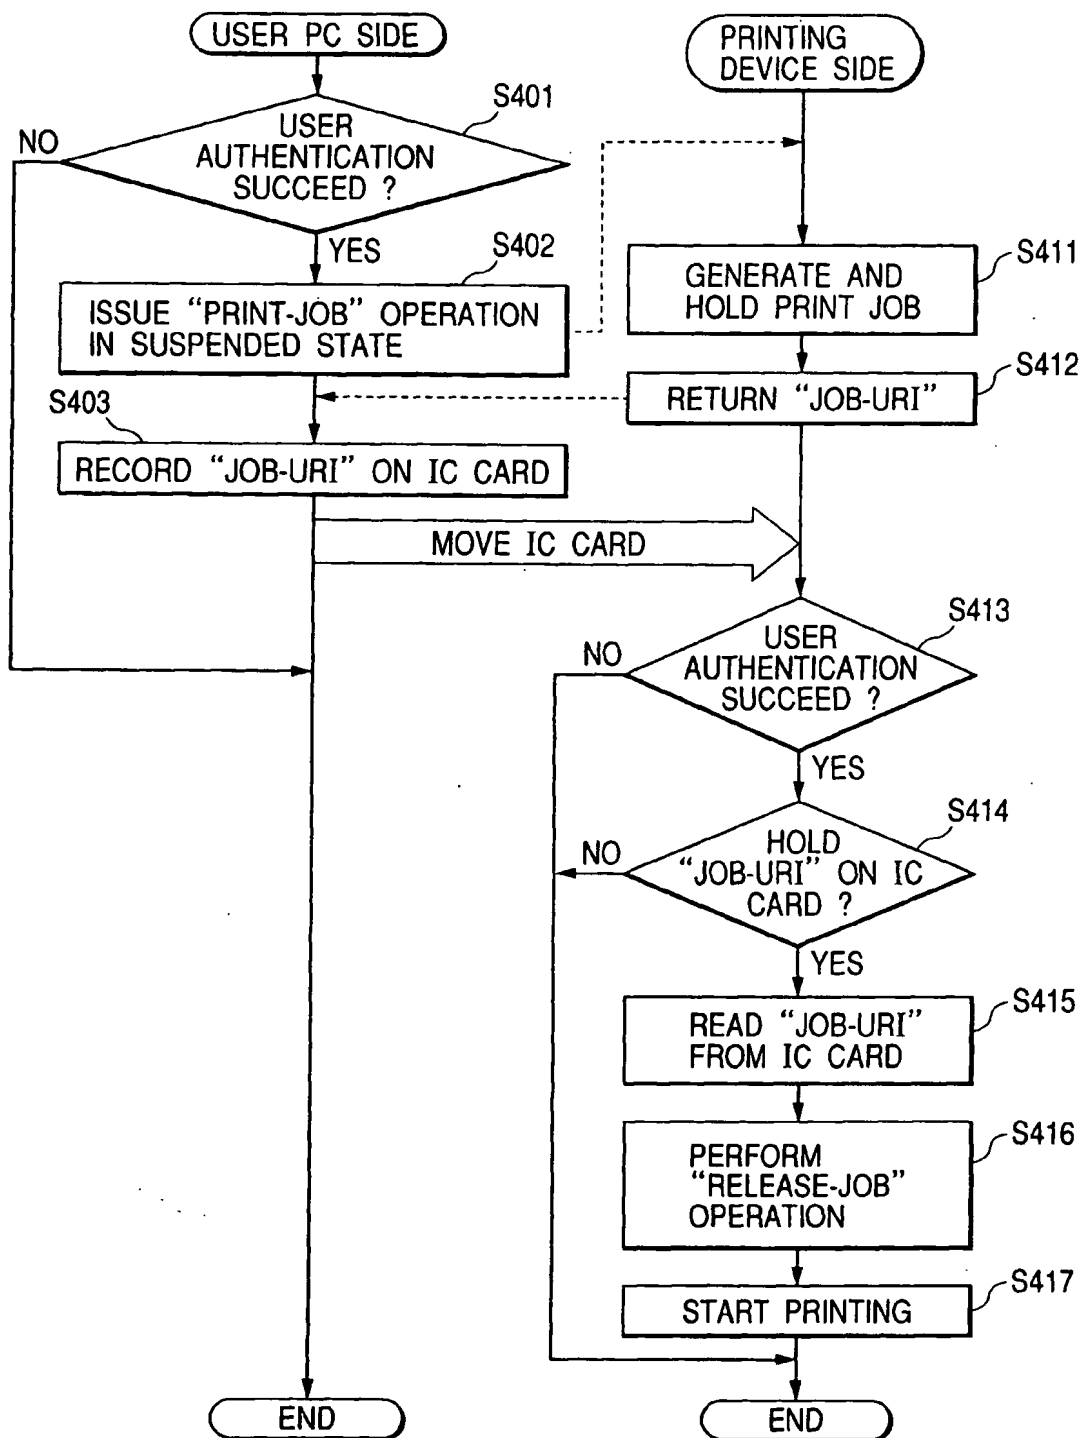 USER PC SIDE
S401
USER
AUTHENTICATION
SUCCEED ?
NO
YES
S402
ISSUE “PRINT-JOB” OPERATION
IN SUSPENDED STATE
S403
RECORD “JOB-URI” ON IC CARD
MOVE IC CARD
END
PRINTING
DEVICE SIDE
S411
GENERATE AND
HOLD PRINT JOB
S412
RETURN “JOB-URI”
S413
USER
AUTHENTICATION
SUCCEED ?
NO
YES
S414
HOLD
“JOB-URI” ON IC
CARD ?
NO
YES
S415
READ “JOB-URI”
FROM IC CARD
S416
PERFORM
“RELEASE-JOB”
OPERATION
S417
START PRINTING
END